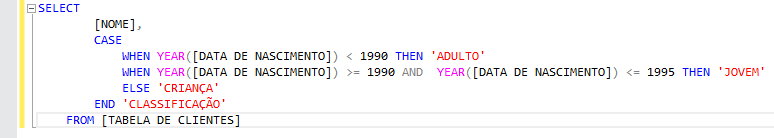 SELECT
[NOME],
CASE
WHEN YEAR([DATA DE NASCIMENTO]) < 1990 THEN 'ADULTO'
WHEN YEAR([DATA DE NASCIMENTO]) >= 1990 AND  YEAR([DATA DE NASCIMENTO]) <= 1995 THEN 'JOVEM'
ELSE 'CRIANÇA'
END 'CLASSIFICAÇÃO'
FROM [TABELA DE CLIENTES]